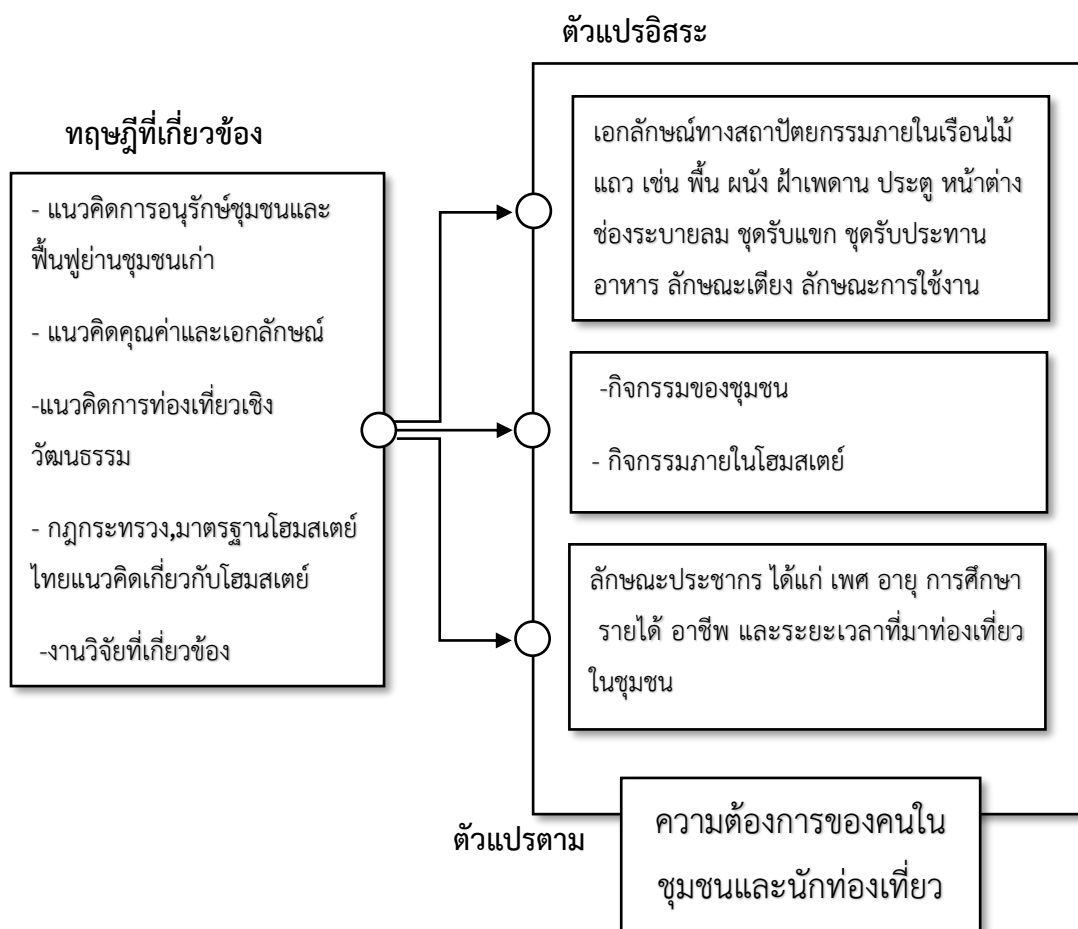 ตัวแปรอิสระ
ทฤษฎีที่เกี่ยวข้อง
- แนวคิดการอนุรักษ์ชุมชนและ
ฟื้นฟูย่านชุมชนเก่า
- แนวคิดคุณค่าและเอกลักษณ์
-แนวคิดการท่องเที่ยวเชิง
วัฒนธรรม
- กฎกระทรวง,มาตรฐานโฮมสเตย์
ไทยแนวคิดเกี่ยวกับโฮมสเตย์
-งานวิจัยที่เกี่ยวข้อง
เอกลักษณ์ทางสถาปัตยกรรมภายในเรือนไม้
แถว เช่น พื้น ผนัง ฝ้าเพดาน ประตู หน้าต่าง
ช่องระบายลม ชุดรับแขก ชุดรับประทาน
อาหาร ลักษณะเตียง ลักษณะการใช้งาน
-กิจกรรมของชุมชน
- กิจกรรมภายในโฮมสเตย์
ลักษณะประชากร ได้แก่ เพศ อายุ การศึกษา
รายได้ อาชีพ และระยะเวลาที่มาท่องเที่ยว
ในชุมชน
ตัวแปรตาม
ความต้องการของคนใน
ชุมชนและนักท่องเที่ยว